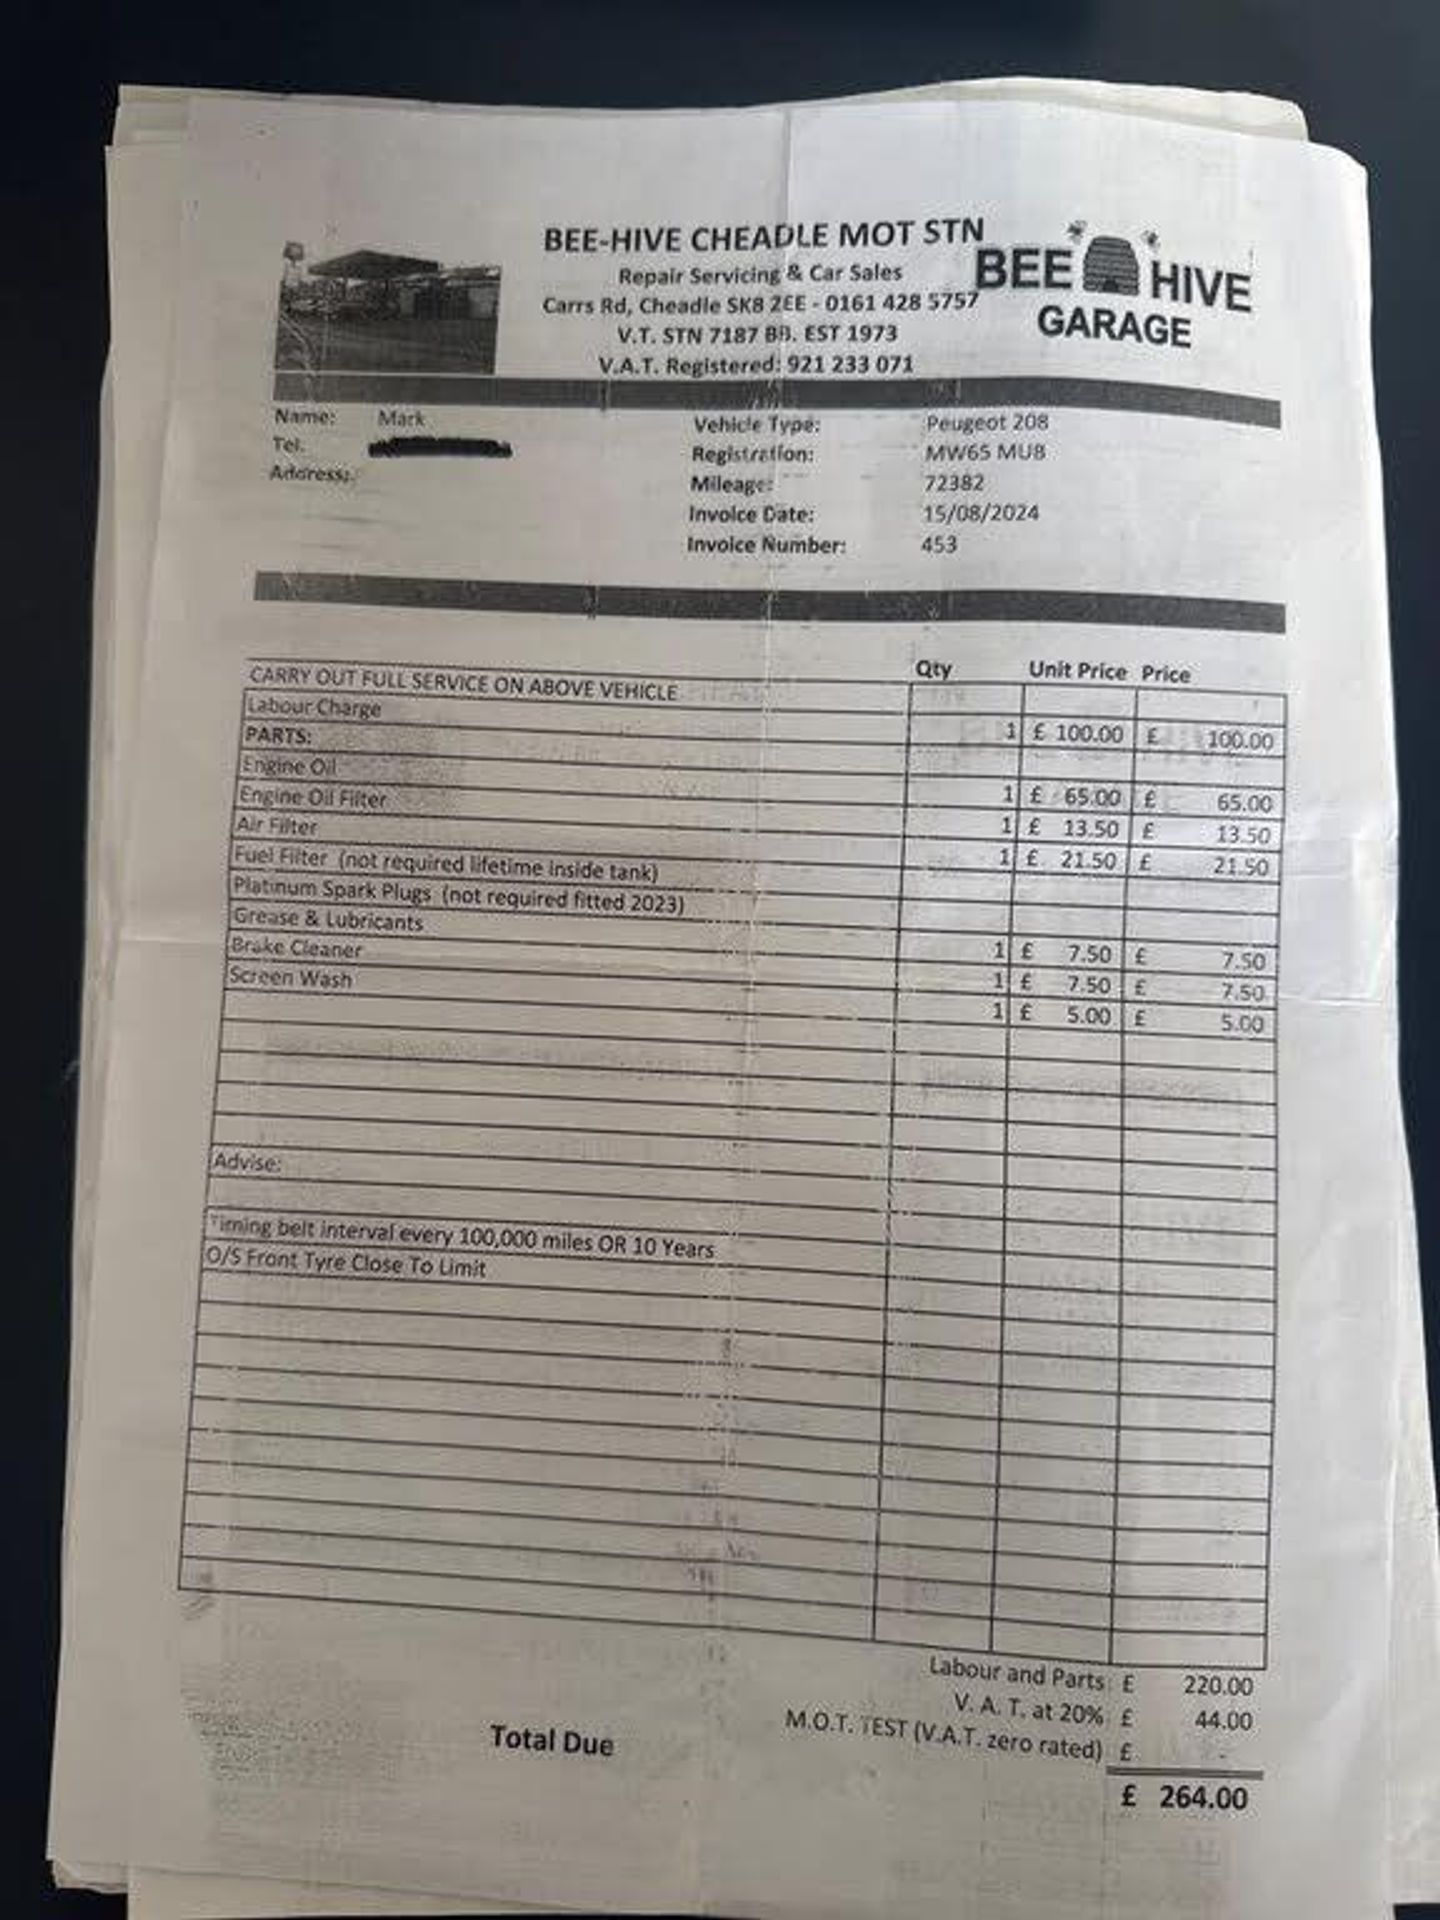 BEE-HIVE CHEADLE MOT STN
Repair Servicing & Car Sales
Carrs Rd, Cheadle SK8 2EE - 0161 428 5757
V.T. STN 7187 BB. EST 1973
V.A.T. Registered: 921 233 071
BEE HIVE
GARAGE
Name: Mark
Tel.
Address:
Vehicle Type: Peugeot 208
Registration: MW65 MUB
Mileage: 72382
Invoice Date: 15/08/2024
Invoice Number: 453
Qty Unit Price Price
CARRY OUT FULL SERVICE ON ABOVE VEHICLE
Labour Charge 1 £ 100.00 £ 100.00
PARTS:
Engine Oil 1 £ 65.00 £ 65.00
Engine Oil Filter 1 £ 13.50 £ 13.50
Air Filter 1 £ 21.50 £ 21.50
Fuel Filter (not required lifetime inside tank)
Platinum Spark Plugs (not required fitted 2023)
Grease & Lubricants 1 £ 7.50 £ 7.50
Brake Cleaner 1 £ 7.50 £ 7.50
Screen Wash 1 £ 5.00 £ 5.00
Advise:
Timing belt interval every 100,000 miles OR 10 Years
O/S Front Tyre Close To Limit
Labour and Parts £ 220.00
V. A. T. at 20% £ 44.00
M.O.T. TEST (V.A.T. zero rated) £ -
Total Due £ 264.00